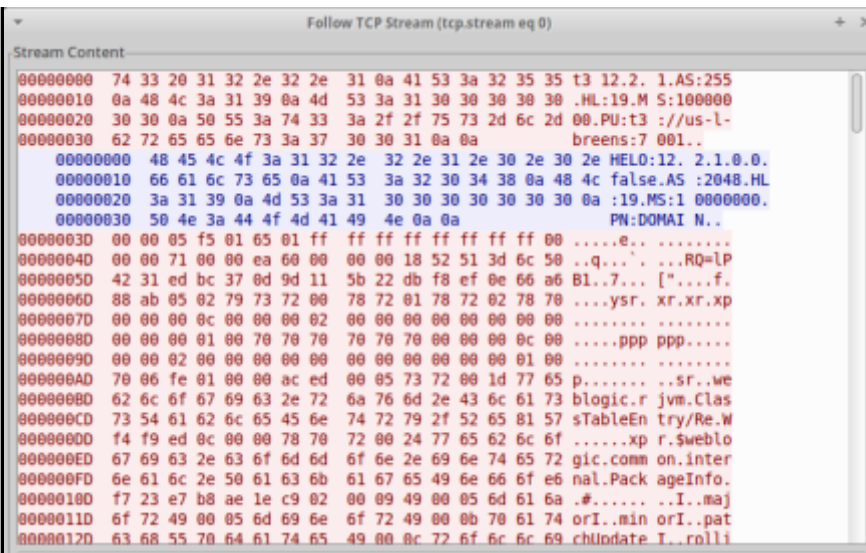 Follow TCP Stream (tcp.stream eq 0)
Stream Content
00000000 74 33 20 31 32 2e 32 2e 31 0a 41 53 3a 32 35 35 t3 12.2. 1.AS:255
00000010 0a 48 4c 3a 31 39 0a 4d 53 3a 31 30 30 30 30 30 .HL:19.M S:100000
00000020 30 30 0a 50 55 3a 74 33 3a 2f 2f 75 73 2d 6c 2d 00.PU:t3 ://us-l-
00000030 62 72 65 65 6e 73 3a 37 30 30 31 0a 0a breens:7 001..
00000000 48 45 4c 4f 3a 31 32 2e 32 2e 31 2e 30 2e 30 2e HELO:12. 2.1.0.0.
00000010 66 61 6c 73 65 0a 41 53 3a 32 30 34 38 0a 48 4c false.AS :2048.HL
00000020 3a 31 39 0a 4d 53 3a 31 30 30 30 30 30 30 30 0a :19.MS:1 0000000.
00000030 50 4e 3a 44 4f 4d 41 49 4e 0a 0a PN:DOMAI N..
0000003D 00 00 05 f5 01 65 01 ff ff ff ff ff ff ff ff 00 .....e.. ........
0000004D 00 00 71 00 00 ea 60 00 00 00 18 52 51 3d 6c 50 ..q...`. ...RQ=lP
0000005D 42 31 ed bc 37 0d 9d 11 5b 22 db f8 ef 0e 66 a6 B1..7... ["....f.
0000006D 88 ab 05 02 79 73 72 00 78 72 01 78 72 02 78 70 ....ysr. xr.xr.xp
0000007D 00 00 00 0c 00 00 00 02 00 00 00 00 00 00 00 00 ........ ........
0000008D 00 00 00 01 00 70 70 70 70 70 70 00 00 00 0c 00 .....ppp ppp.....
0000009D 00 00 02 00 00 00 00 00 00 00 00 00 00 00 01 00 ........ ........
000000AD 70 06 fe 01 00 00 ac ed 00 05 73 72 00 1d 77 65 p....... ..sr..we
000000BD 62 6c 6f 67 69 63 2e 72 6a 76 6d 2e 43 6c 61 73 blogic.r jvm.Clas
000000CD 73 54 61 62 6c 65 45 6e 74 72 79 2f 52 65 81 57 sTableEn try/Re.W
000000DD f4 f9 ed 0c 00 00 78 70 72 00 24 77 65 62 6c 6f ......xp r.$weblo
000000ED 67 69 63 2e 63 6f 6d 6d 6f 6e 2e 69 6e 74 65 72 gic.comm on.inter
000000FD 6e 61 6c 2e 50 61 63 6b 61 67 65 49 6e 66 6f e6 nal.Pack ageInfo.
0000010D f7 23 e7 b8 ae 1e c9 02 00 09 49 00 05 6d 61 6a .#...... ..I..maj
0000011D 6f 72 49 00 05 6d 69 6e 6f 72 49 00 0b 70 61 74 orI..min orI..pat
0000012D 63 68 55 70 64 61 74 65 49 00 0c 72 6f 6c 6c 69 chUpdate I..rolli